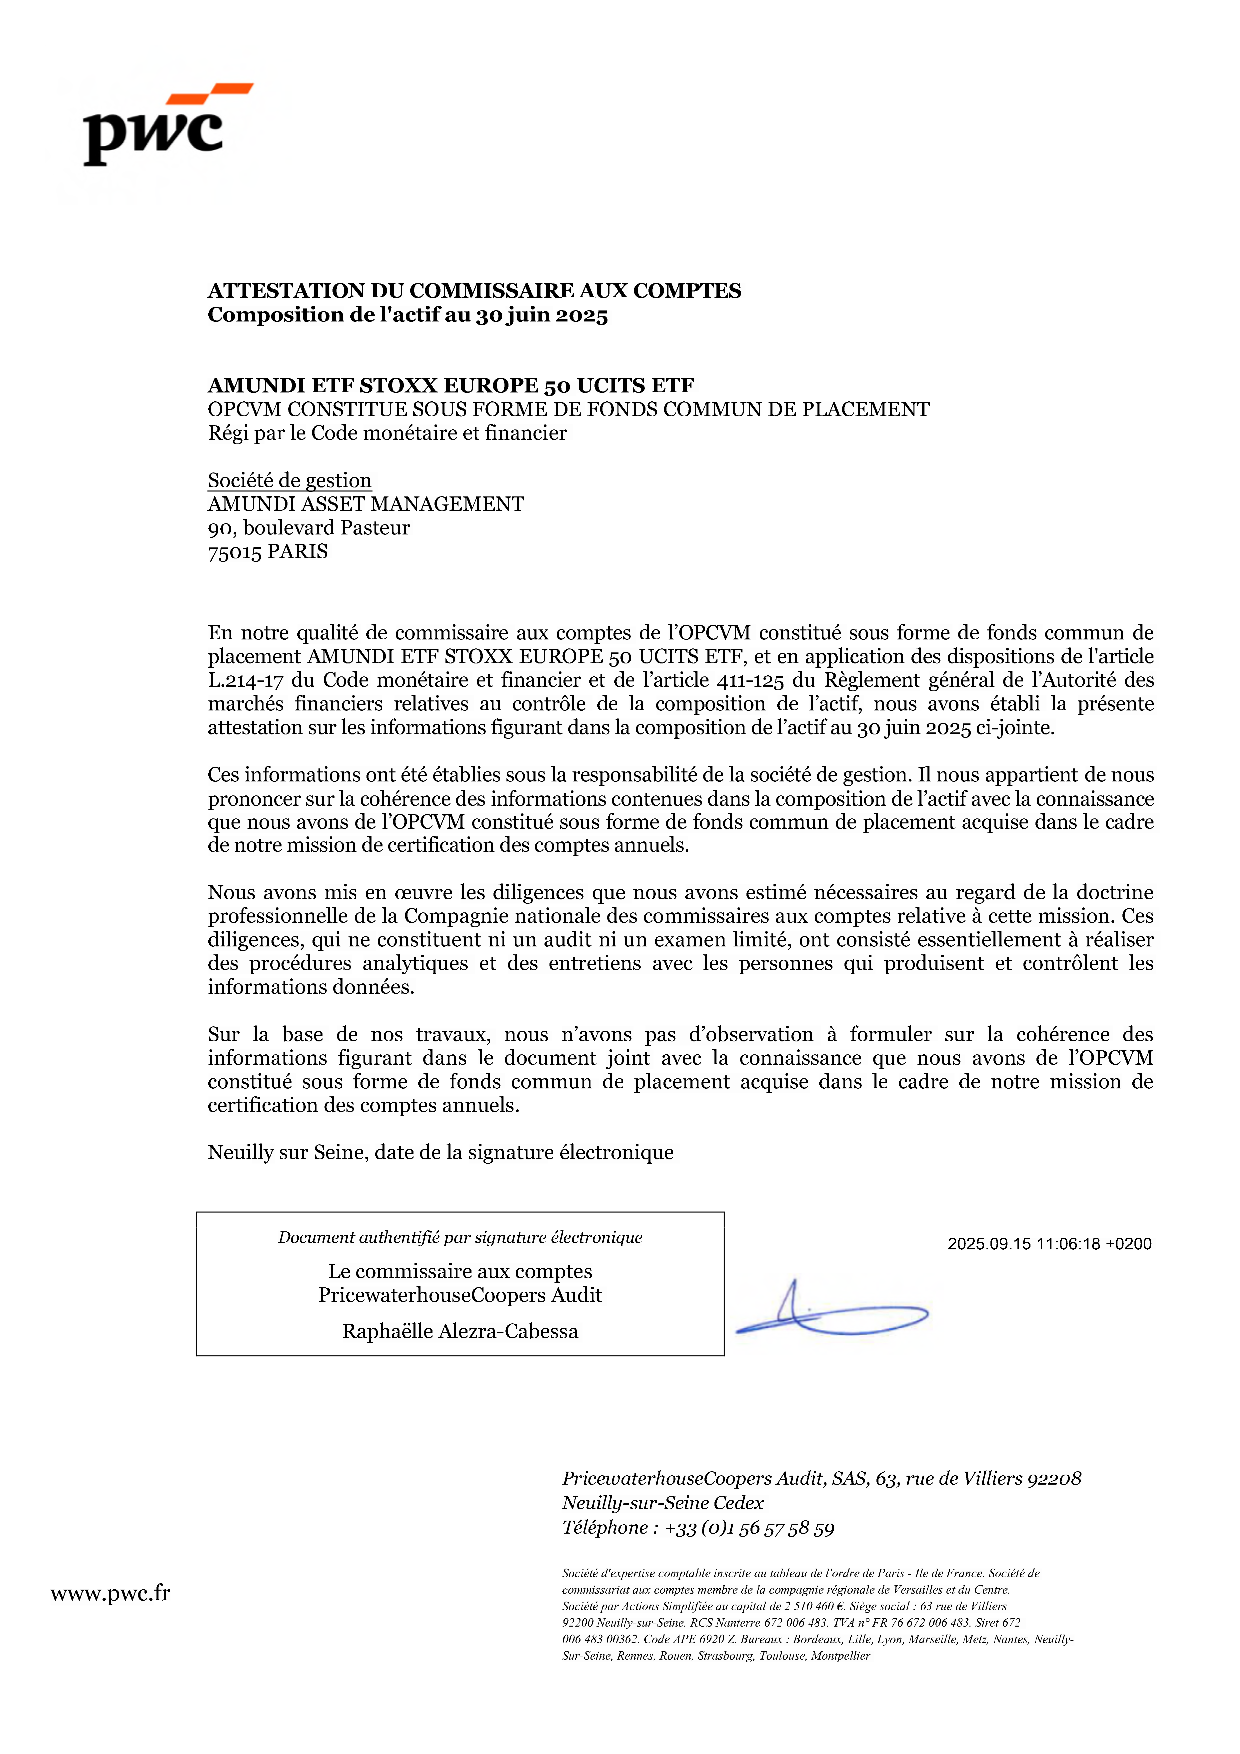 pwc
ATTESTATION DU COMMISSAIRE AUX COMPTES
Composition de l'actif au 30 juin 2025
AMUNDI ETF STOXX EUROPE 50 UCITS ETF
OPCVM CONSTITUE SOUS FORME DE FONDS COMMUN DE PLACEMENT
Régi par le Code monétaire et financier
Société de gestion
AMUNDI ASSET MANAGEMENT
90, boulevard Pasteur
75015 PARIS
En notre qualité de commissaire aux comptes de l’OPCVM constitué sous forme de fonds commun de
placement AMUNDI ETF STOXX EUROPE 50 UCITS ETF, et en application des dispositions de l'article
L.214-17 du Code monétaire et financier et de l’article 411-125 du Règlement général de l’Autorité des
marchés financiers relatives au contrôle de la composition de l’actif, nous avons établi la présente
attestation sur les informations figurant dans la composition de l’actif au 30 juin 2025 ci-jointe.
Ces informations ont été établies sous la responsabilité de la société de gestion. Il nous appartient de nous
prononcer sur la cohérence des informations contenues dans la composition de l’actif avec la connaissance
que nous avons de l’OPCVM constitué sous forme de fonds commun de placement acquise dans le cadre
de notre mission de certification des comptes annuels.
Nous avons mis en œuvre les diligences que nous avons estimé nécessaires au regard de la doctrine
professionnelle de la Compagnie nationale des commissaires aux comptes relative à cette mission. Ces
diligences, qui ne constituent ni un audit ni un examen limité, ont consisté essentiellement à réaliser
des procédures analytiques et des entretiens avec les personnes qui produisent et contrôlent les
informations données.
Sur la base de nos travaux, nous n’avons pas d’observation à formuler sur la cohérence des
informations figurant dans le document joint avec la connaissance que nous avons de l’OPCVM
constitué sous forme de fonds commun de placement acquise dans le cadre de notre mission de
certification des comptes annuels.
Neuilly sur Seine, date de la signature électronique
Document authentifié par signature électronique
Le commissaire aux comptes
PricewaterhouseCoopers Audit
Raphaëlle Alezra-Cabessa
2025.09.15 11:06:18 +0200
PricewaterhouseCoopers Audit, SAS, 63, rue de Villiers 92208
Neuilly-sur-Seine Cedex
Téléphone : +33 (0)1 56 57 58 59
www.pwc.fr
Société d'expertise comptable inscrite au tableau de l'ordre de Paris - Ile de France. Société de
commissariat aux comptes membre de la compagnie régionale de Versailles et du Centre.
Société par Actions Simplifiée au capital de 2 510 460 €. Siège social : 63 rue de Villiers
92200 Neuilly-sur-Seine. RCS Nanterre 672 006 483. TVA n° FR 76 672 006 483. Siret 672
006 483 00362. Code APE 6920 Z. Bureaux : Bordeaux, Lille, Lyon, Marseille, Metz, Nantes, Neuilly-
Sur-Seine, Rennes, Rouen, Strasbourg, Toulouse, Montpellier